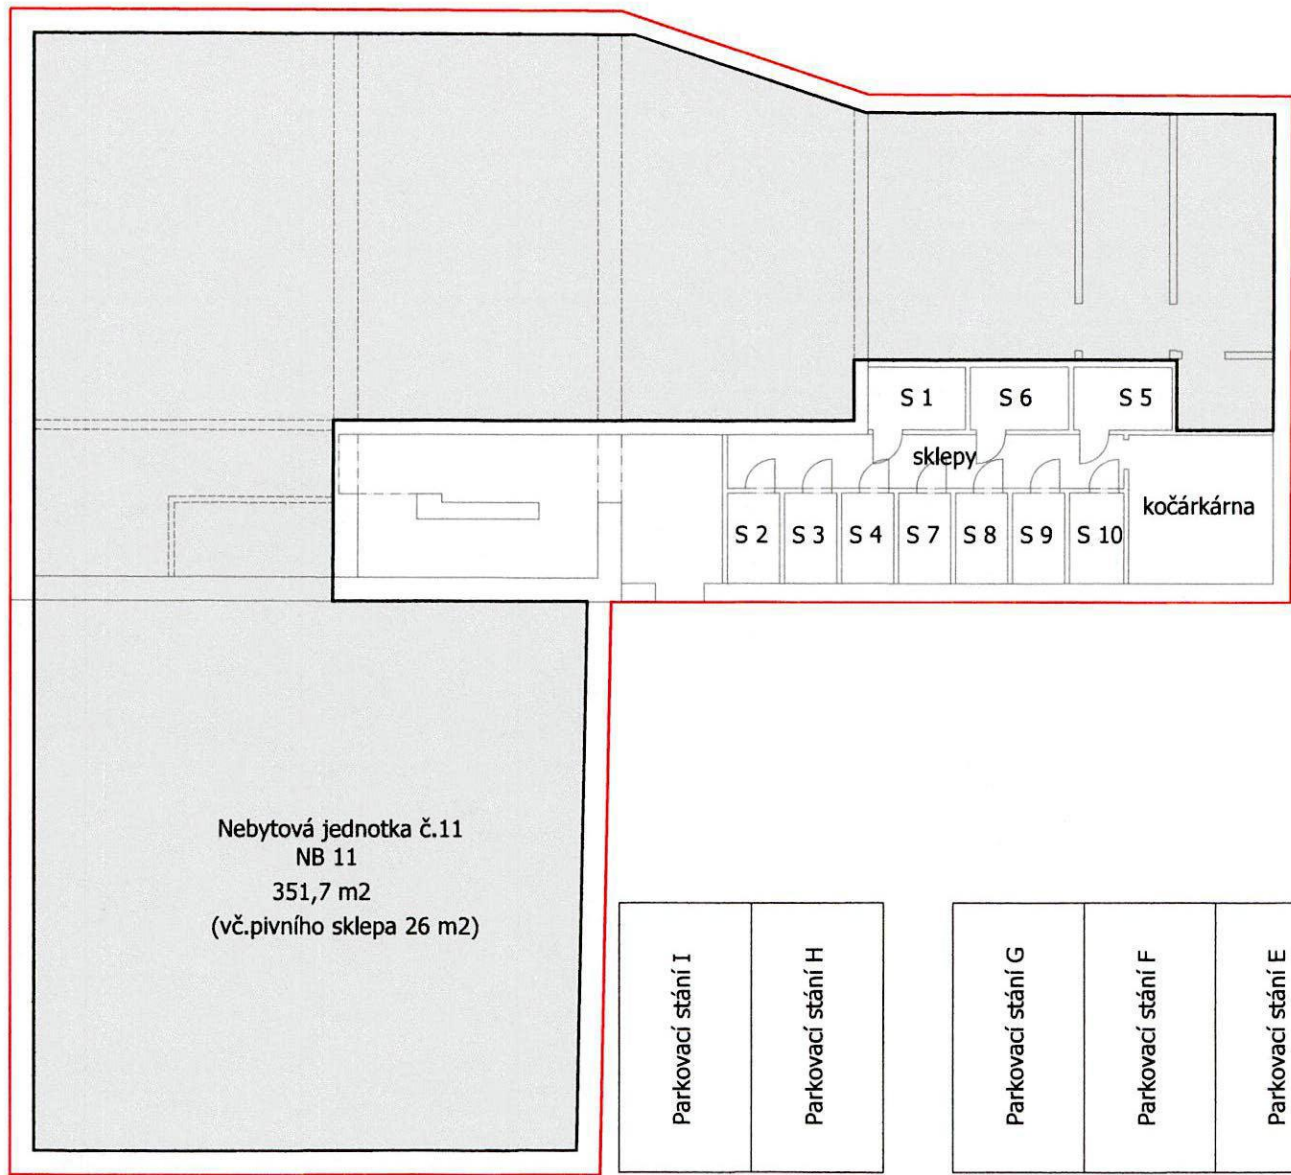 S 1
S 6
S 5
sklepy
kočárkárna
S 2
S 3
S 4
S 7
S 8
S 9
S 10
Nebytová jednotka č.11
NB 11
351,7 m2
(vč.pivního sklepa 26 m2)
Parkovací stání I
Parkovací stání H
Parkovací stání G
Parkovací stání F
Parkovací stání E